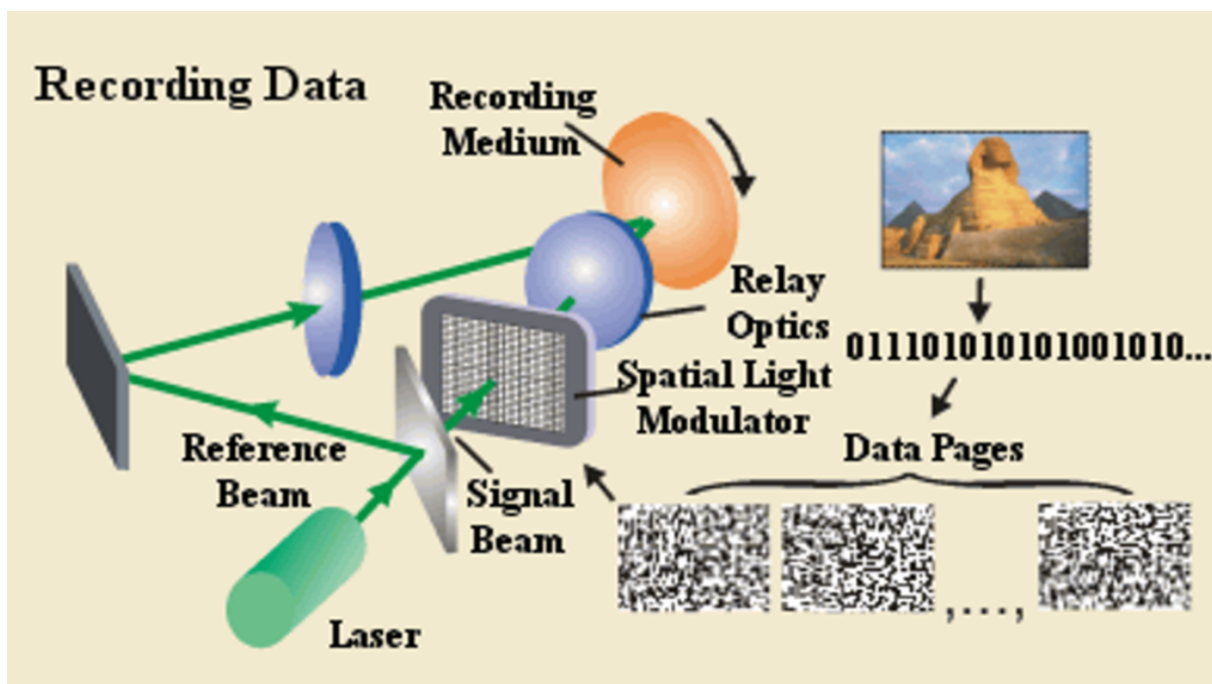 Recording Data
Recording
Medium
Relay
Optics
011101010101001010...
Spatial Light
Modulator
Data Pages
Reference
Beam
Signal
Beam
,...,
Laser